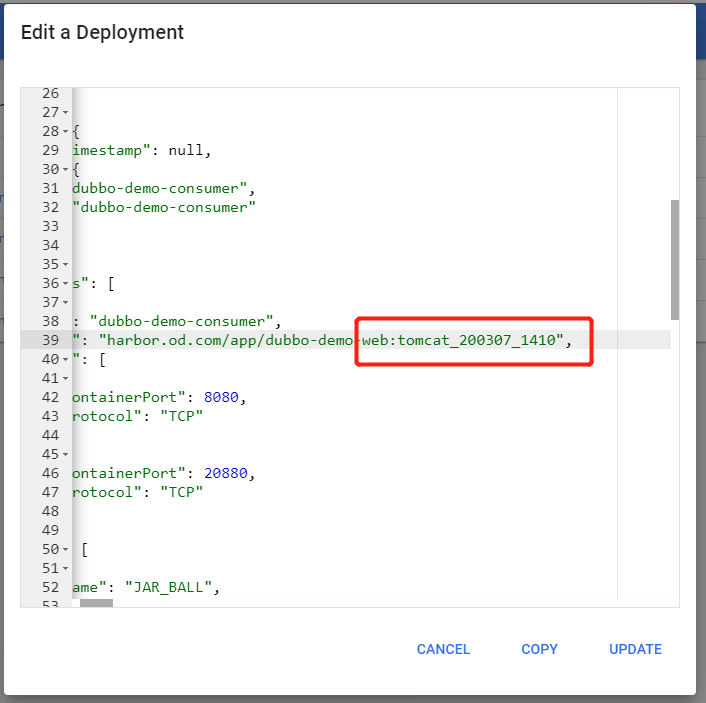 Edit a Deployment
26
27
28 {
29 imestamp": null,
30 {
31 dubbo-demo-consumer",
32 "dubbo-demo-consumer"
33
34
35
36 s": [
37
38 : "dubbo-demo-consumer",
39 ": "harbor.od.com/app/dubbo-demo-web:tomcat_200307_1410",
40 ": [
41
42 ontainerPort": 8080,
43 rotocol": "TCP"
44
45
46 ontainerPort": 20880,
47 rotocol": "TCP"
48
49
50 [
51
52 ame": "JAR_BALL",
53
CANCEL COPY UPDATE